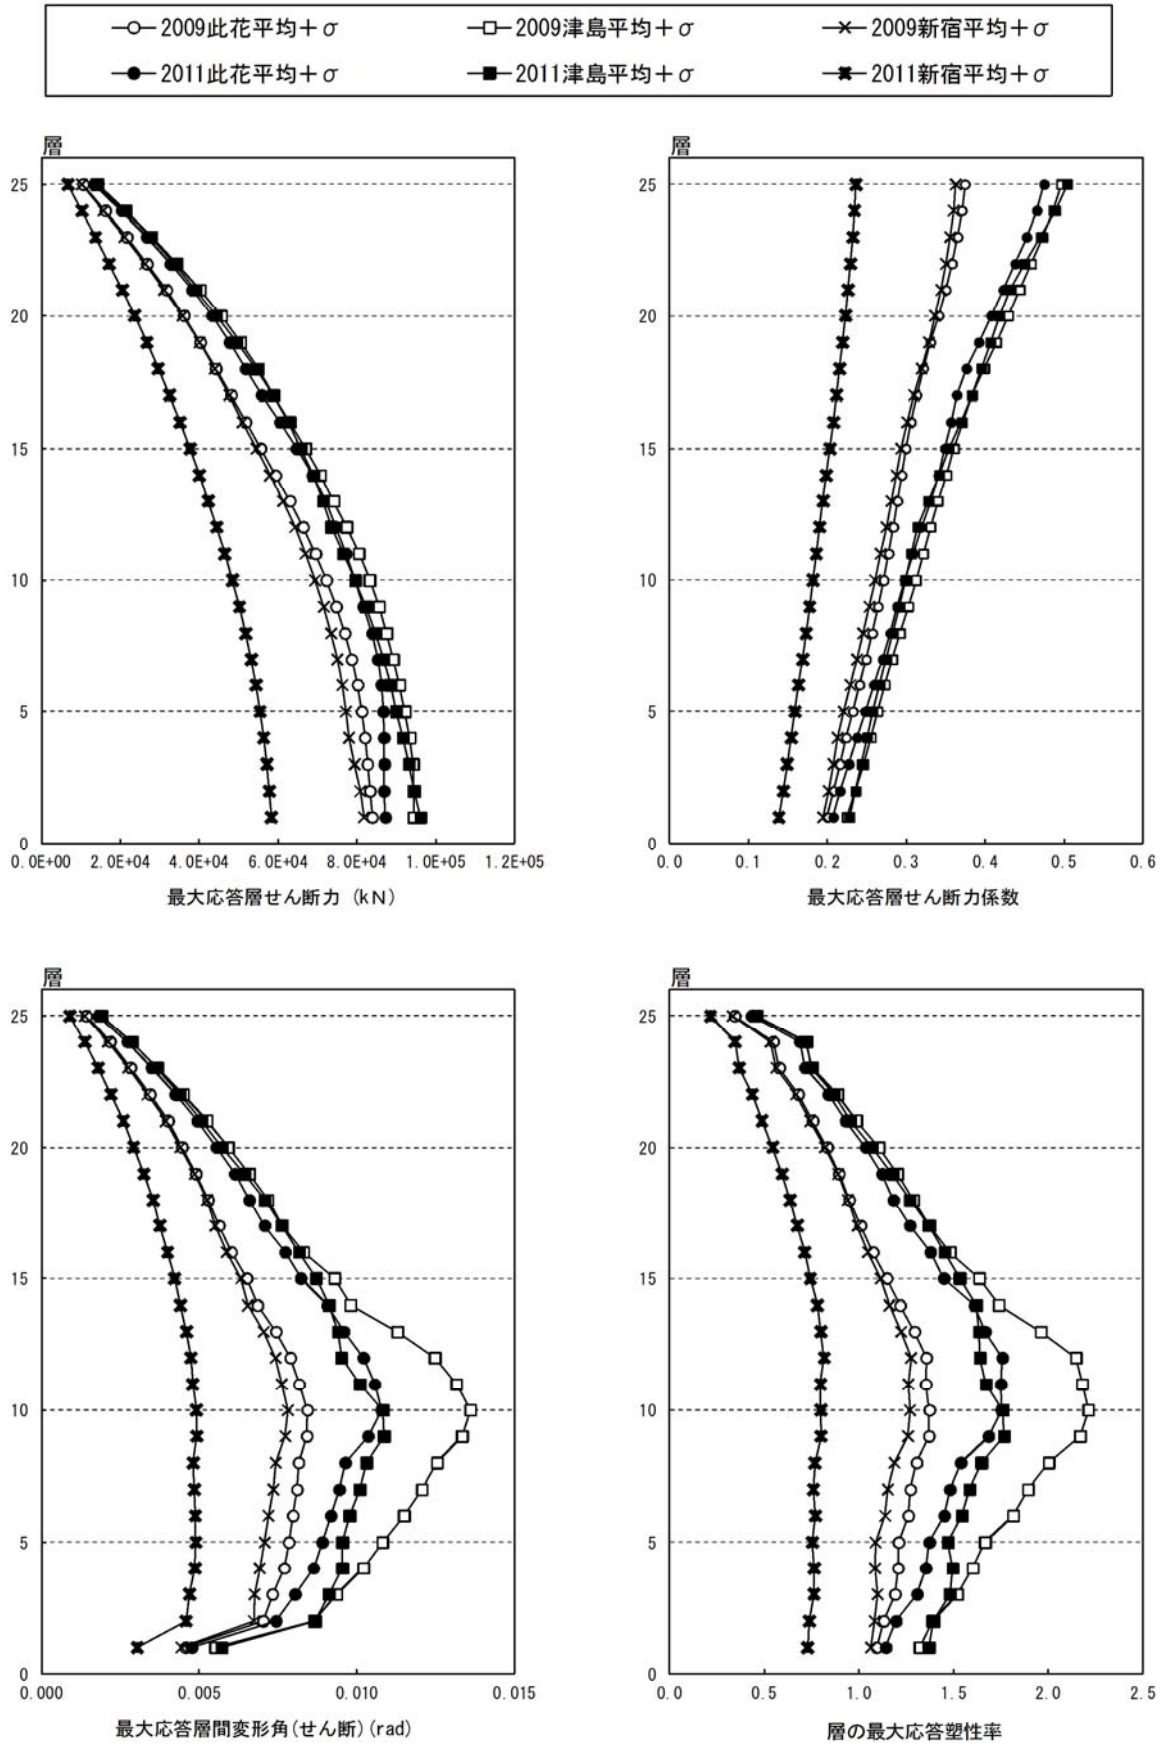 2009此花平均+σ 2009津島平均+σ 2009新宿平均+σ
2011此花平均+σ 2011津島平均+σ 2011新宿平均+σ
層
25
20
15
10
5
0
0.0E+00 2.0E+04 4.0E+04 6.0E+04 8.0E+04 1.0E+05 1.2E+05
最大応答層せん断力 (kN)
層
25
20
15
10
5
0
0.0 0.1 0.2 0.3 0.4 0.5 0.6
最大応答層せん断力係数
層
25
20
15
10
5
0
0.000 0.005 0.010 0.015
最大応答層間変形角(せん断)(rad)
層
25
20
15
10
5
0
0.0 0.5 1.0 1.5 2.0 2.5
層の最大応答塑性率